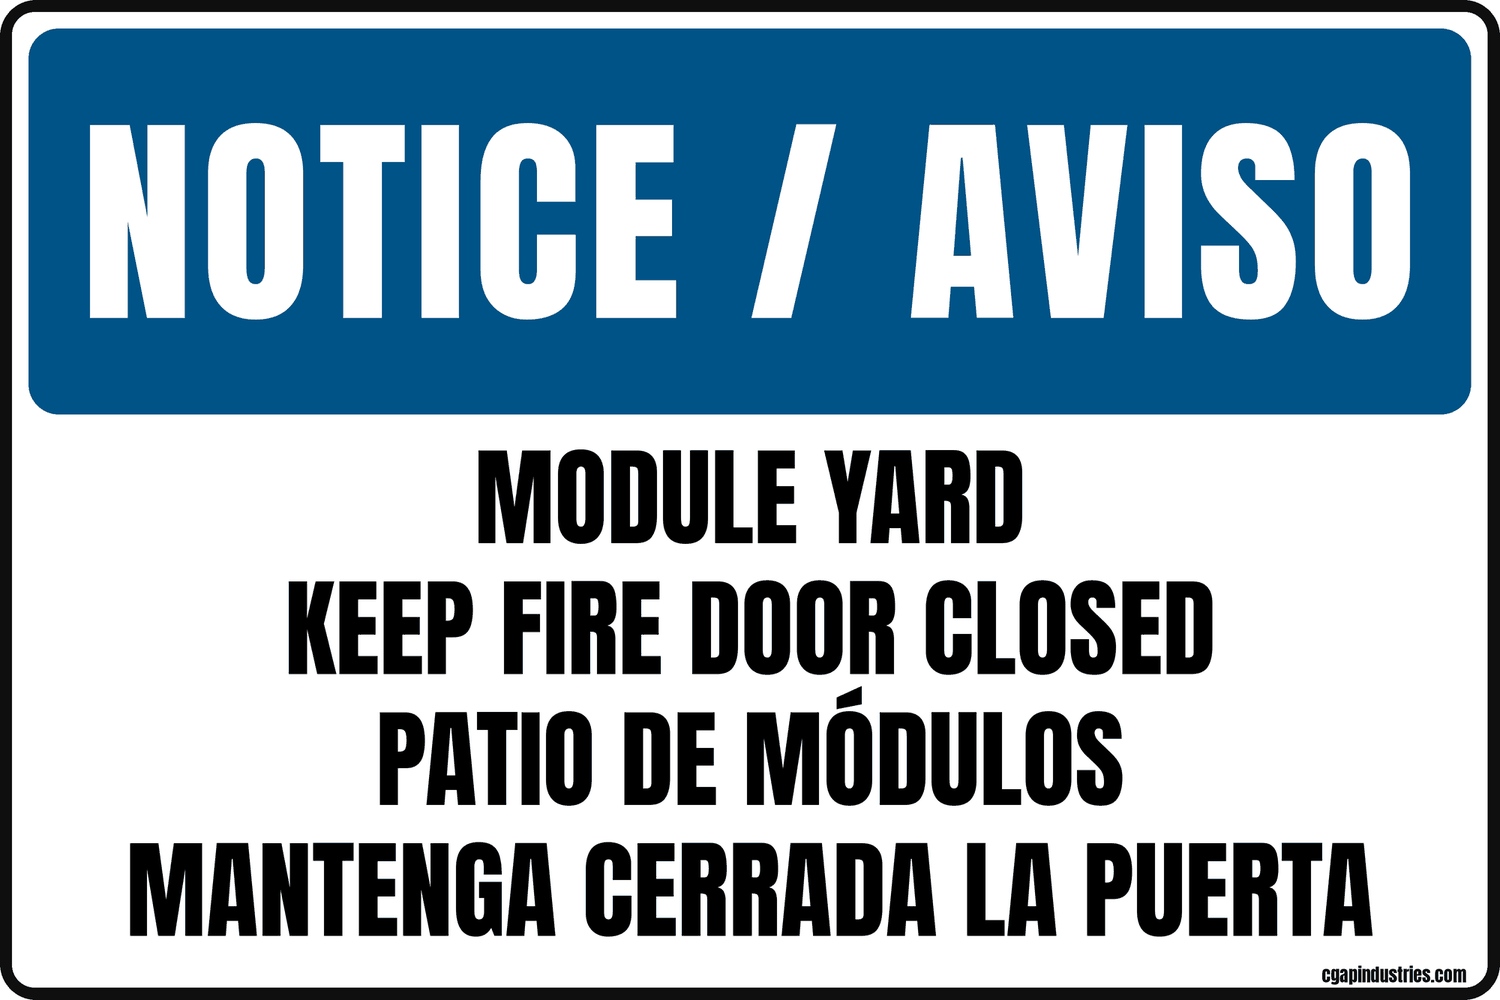 NOTICE / AVISO
MODULE YARD
KEEP FIRE DOOR CLOSED
PATIO DE MÓDULOS
MANTENGA CERRADA LA PUERTA
cgapindustries.com